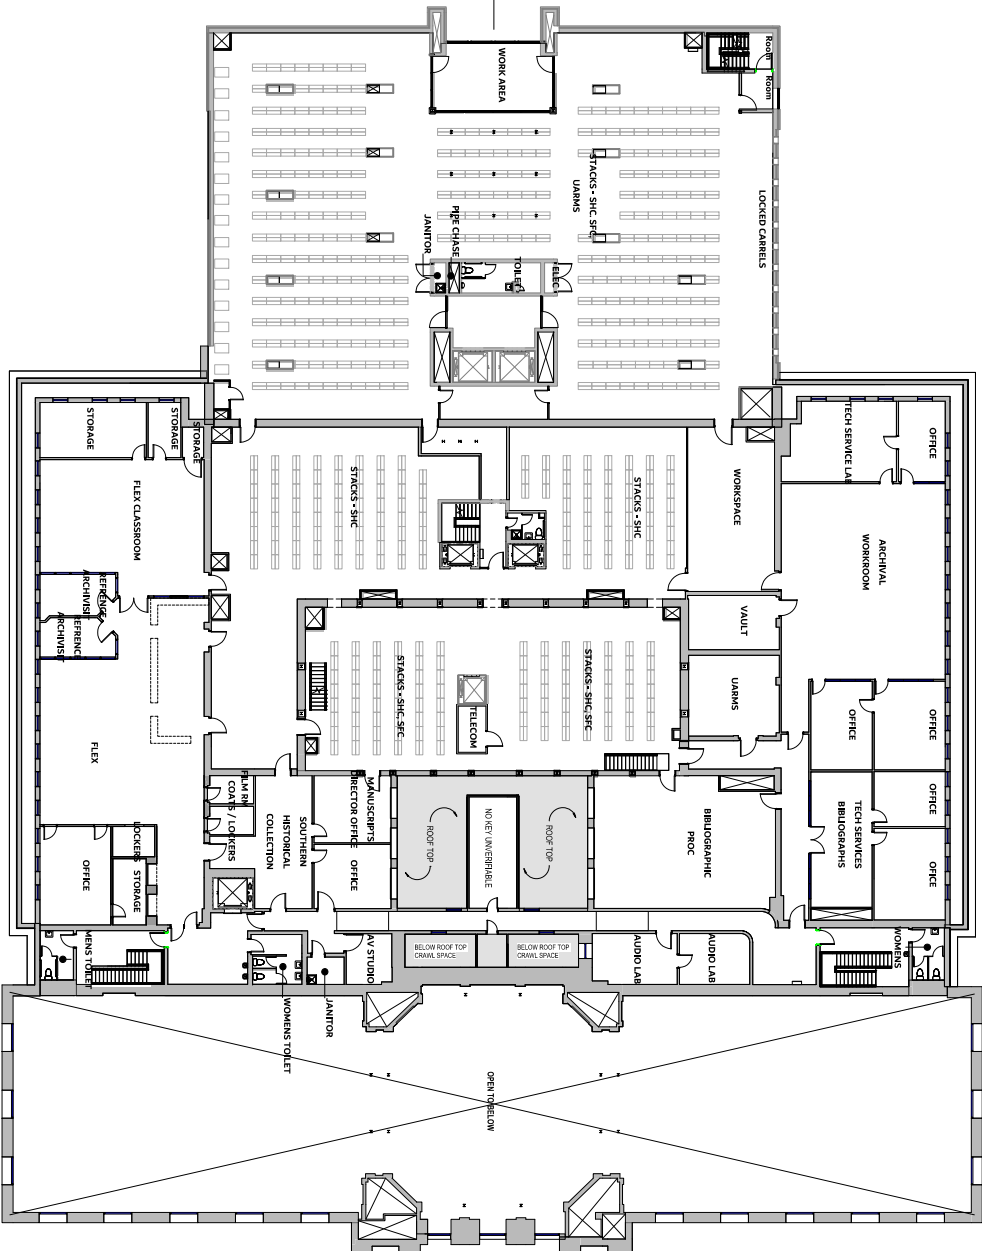 WORK AREA
Room
Room
STACKS - SHC, SFC
UARMS
LOCKED CARRELS
JANITOR
PIPE CHASE
TOILET
ELEC
STORAGE
STORAGE
STORAGE
TECH SERVICE LAB
OFFICE
FLEX CLASSROOM
STACKS - SHC
STACKS - SHC
WORKSPACE
ARCHIVAL
WORKROOM
REFRENCE
ARCHIVIST
REFRENCE
ARCHIVIST
VAULT
STACKS - SHC, SFC
STACKS - SHC,SFC
UARMS
TELECOM
OFFICE
OFFICE
FLEX
FILM RM
COATS / LOCKERS
SOUTHERN
HISTORICAL
COLLECTION
MANUSCRIPTS
DIRECTOR OFFICE
OFFICE
ROOF TOP
NO KEY UNVERIFIABLE
ROOF TOP
BIBLIOGRAPHIC
PROC
TECH SERVICES
BIBLIOGRAPHS
OFFICE
OFICE
LOCKERS
STORAGE
OFFICE
MENS TOILET
WOMENS TOILET
JANITOR
AV STUDIO
BELOW ROOF TOP
CRAWL SPACE
BELOW ROOF TOP
CRAWL SPACE
AUDIO LAB
AUDIO LAB
WOMENS
OPEN TO BELOW